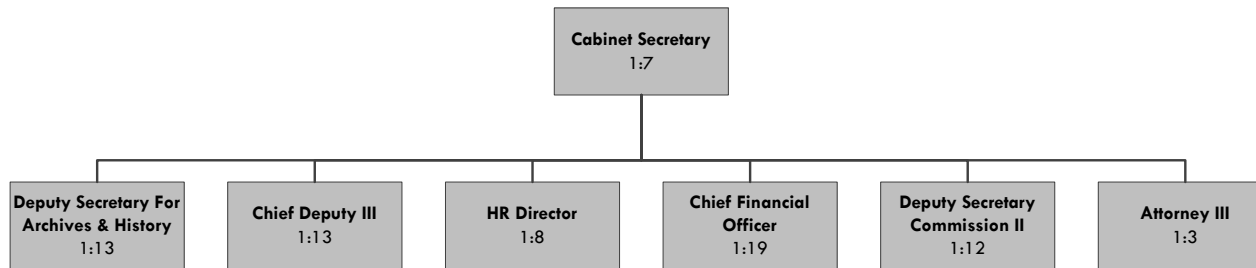 Cabinet Secretary
1:7
Deputy Secretary For
Archives & History
1:13
Chief Deputy III
1:13
HR Director
1:8
Chief Financial
Officer
1:19
Deputy Secretary
Commission II
1:12
Attorney III
1:3